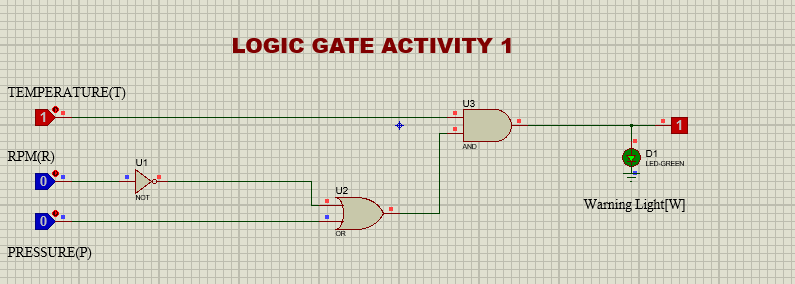 LOGIC GATE ACTIVITY 1
TEMPERATURE(T)
1
U3
AND
1
RPM(R)
0
U1
NOT
D1
LED-GREEN
U2
OR
0
Warning Light[W]
PRESSURE(P)